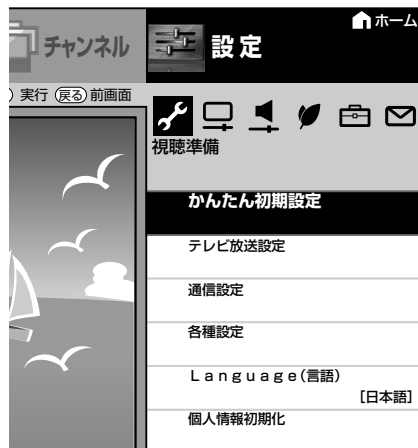 チャンネル
設定
ホーム
実行 戻る 前画面
視聴準備
かんたん初期設定
テレビ放送設定
通信設定
各種設定
Ｌａｎｇｕａｇｅ(言語)
[日本語]
個人情報初期化